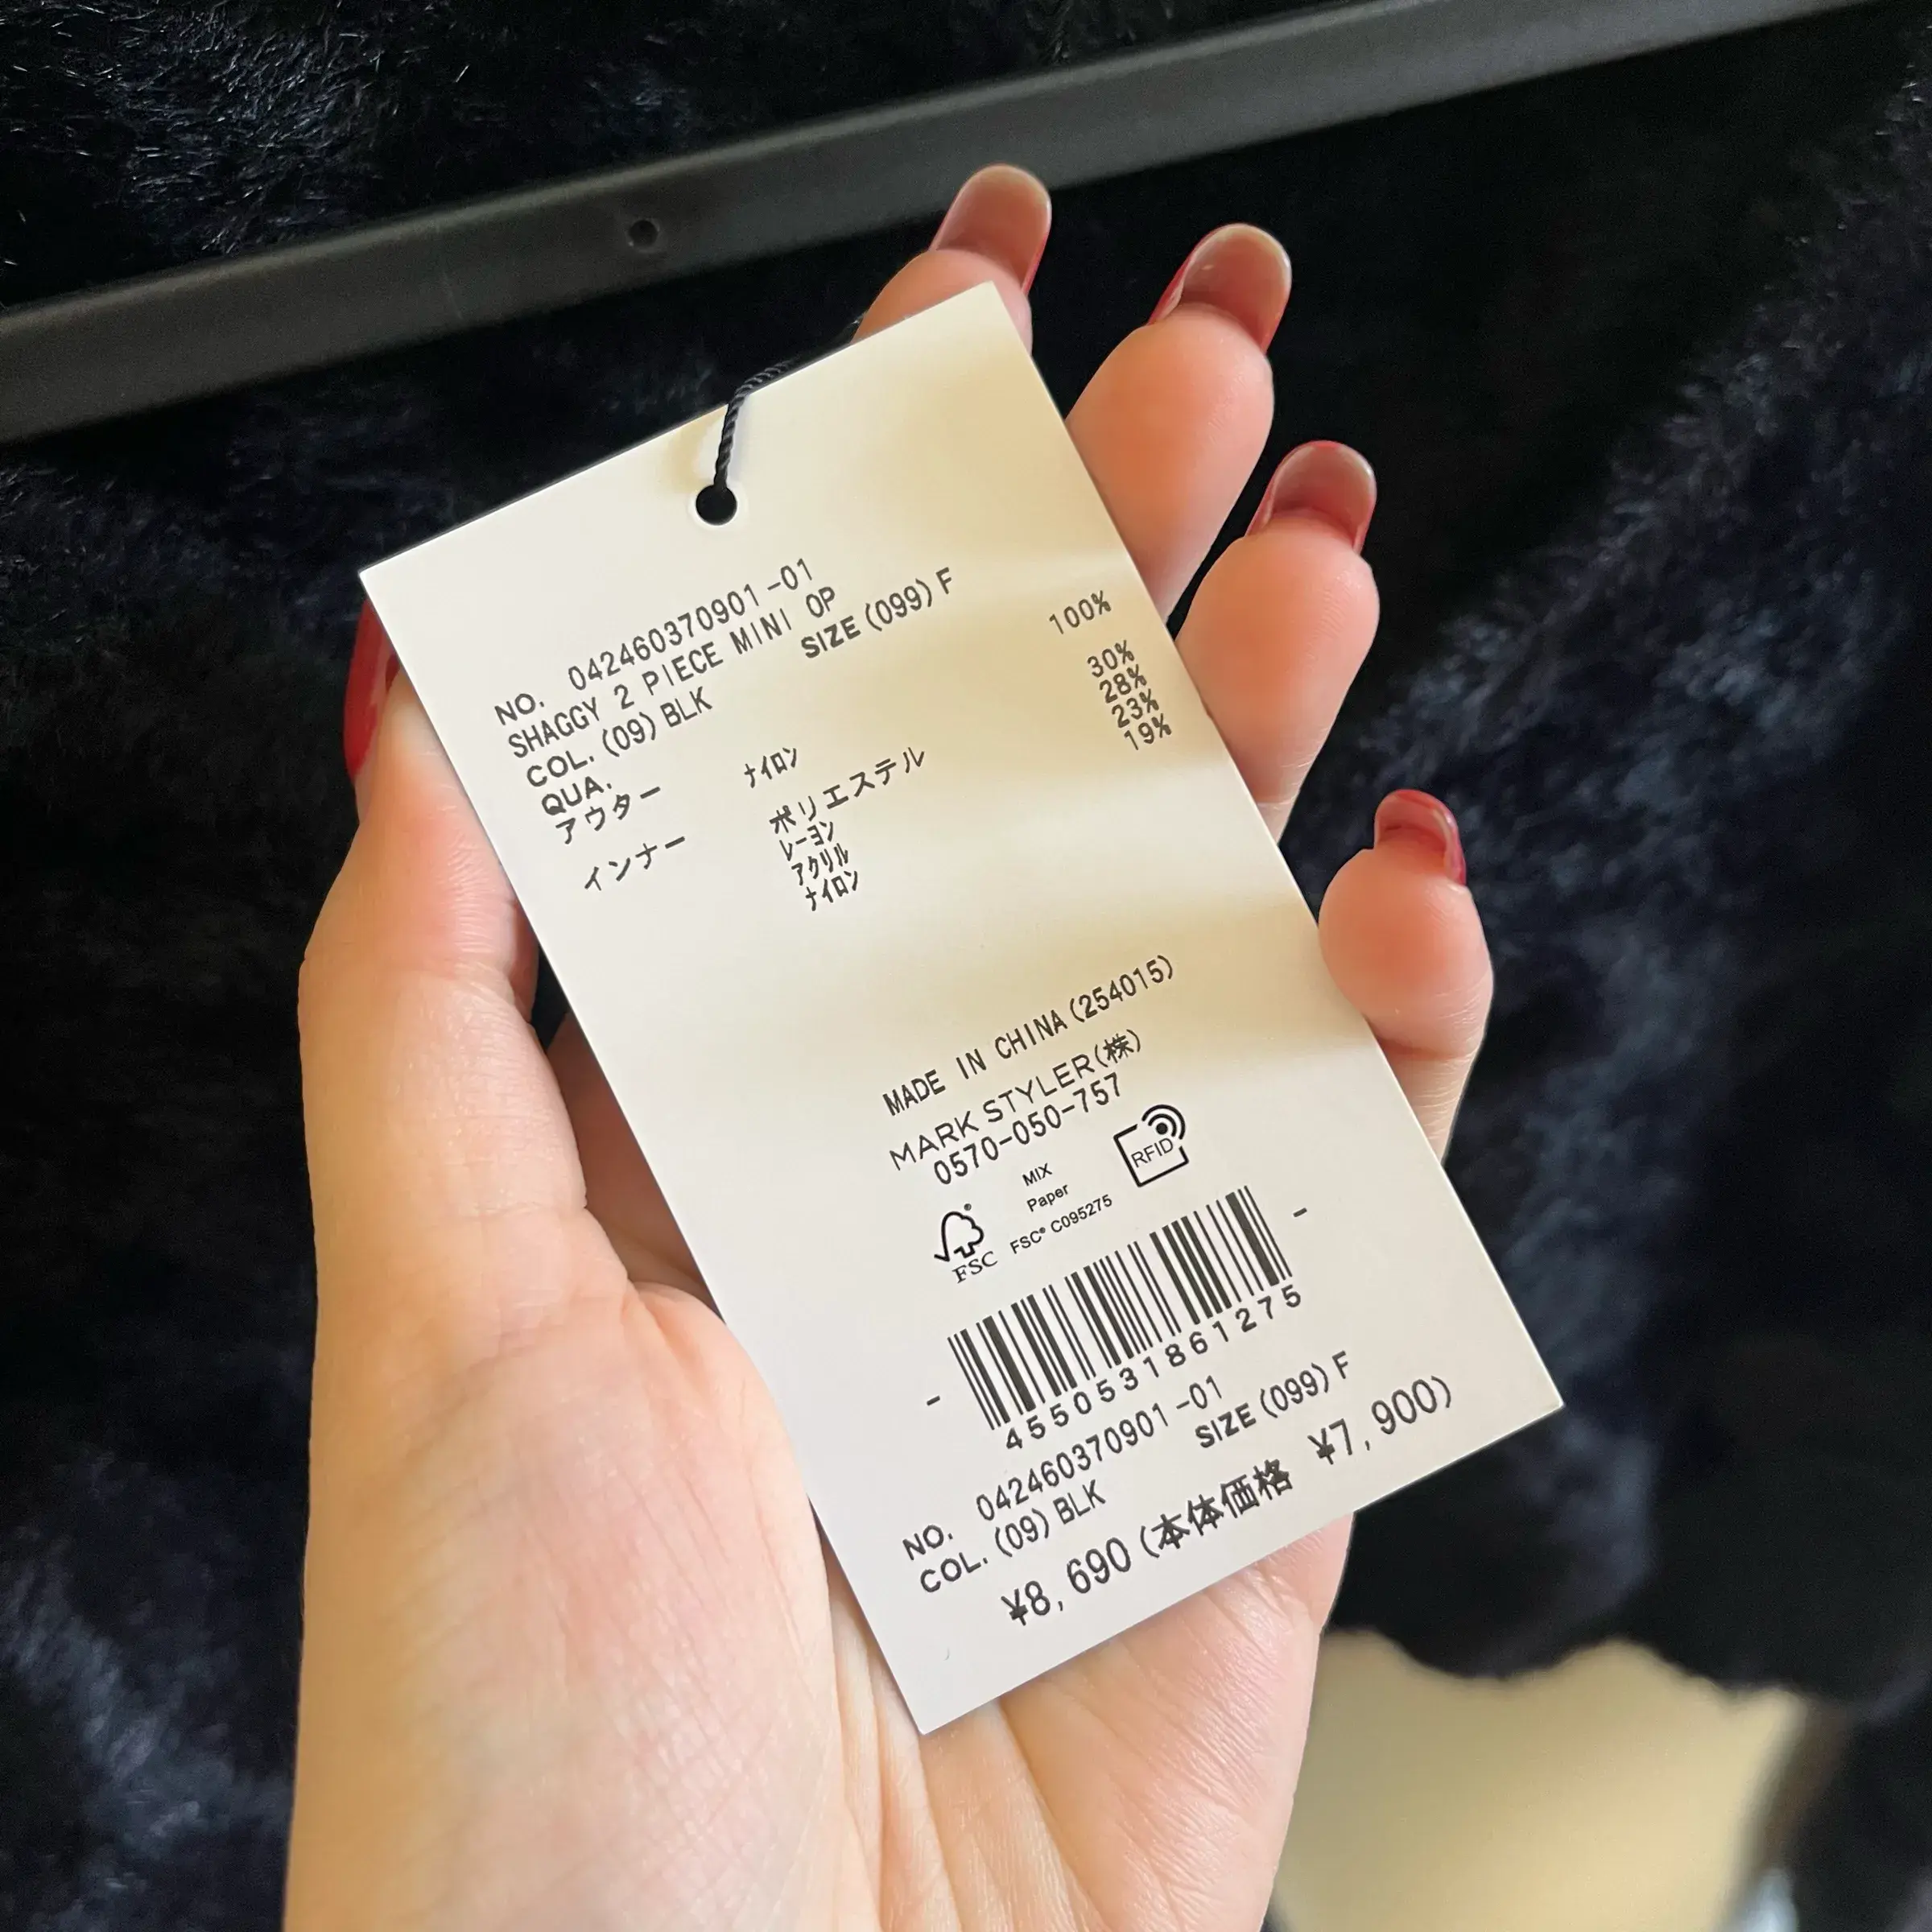 NO. 042460370901-01
SHAGGY 2 PIECE MINI OP
COL. (09) BLK SIZE (099) F
QUA.
アウター ナイロン 100%
インナー ポリエステル 30%
レーヨン 28%
アクリル 23%
ナイロン 19%
MADE IN CHINA (254015)
MARK STYLER(株)
0570-050-757
MIX
Paper
FSC® C095275
FSC
RFID
4550531861275
NO. 042460370901-01
COL. (09) BLK SIZE (099) F
¥8,690 (本体価格 ¥7,900)